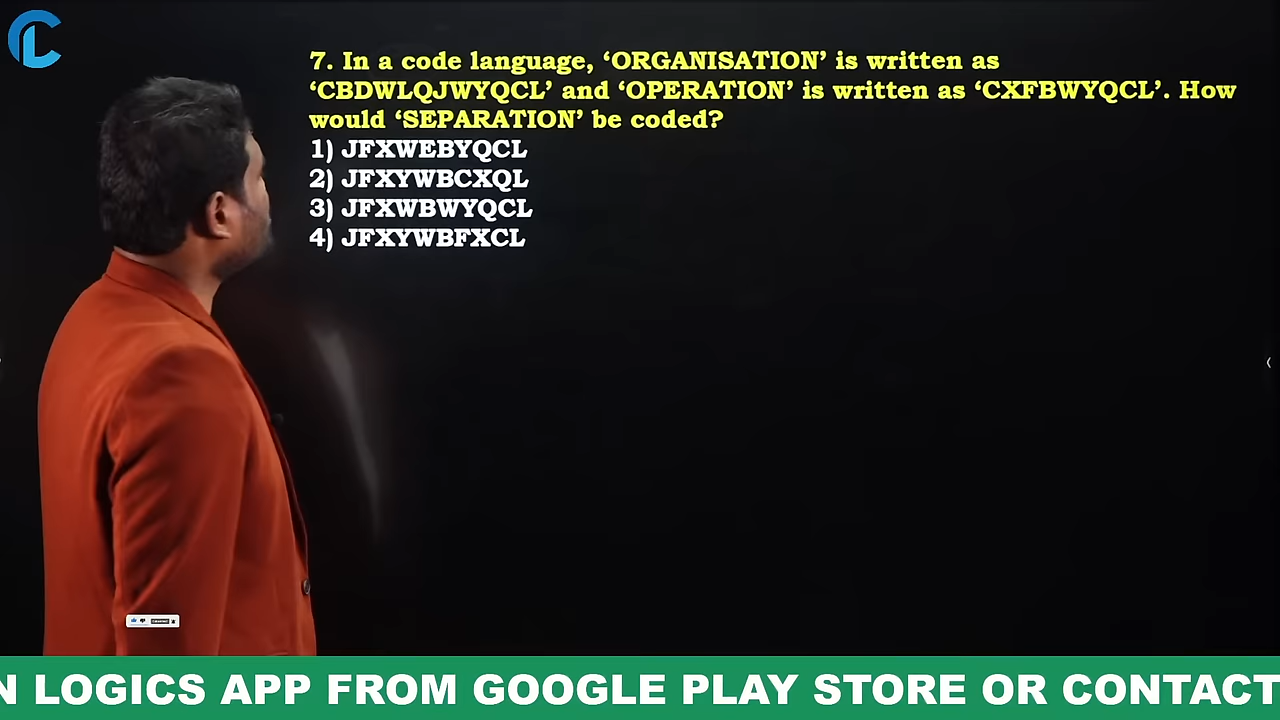 7. In a code language, ‘ORGANISATION’ is written as
‘CBDWLQJWYQCL’ and ‘OPERATION’ is written as ‘CXFBWYQCL’. How
would ‘SEPARATION’ be coded?
1) JFXWEBYQCL
2) JFXYWBCXQL
3) JFXWBWYQCL
4) JFXYWBFXCL
N LOGICS APP FROM GOOGLE PLAY STORE OR CONTACT